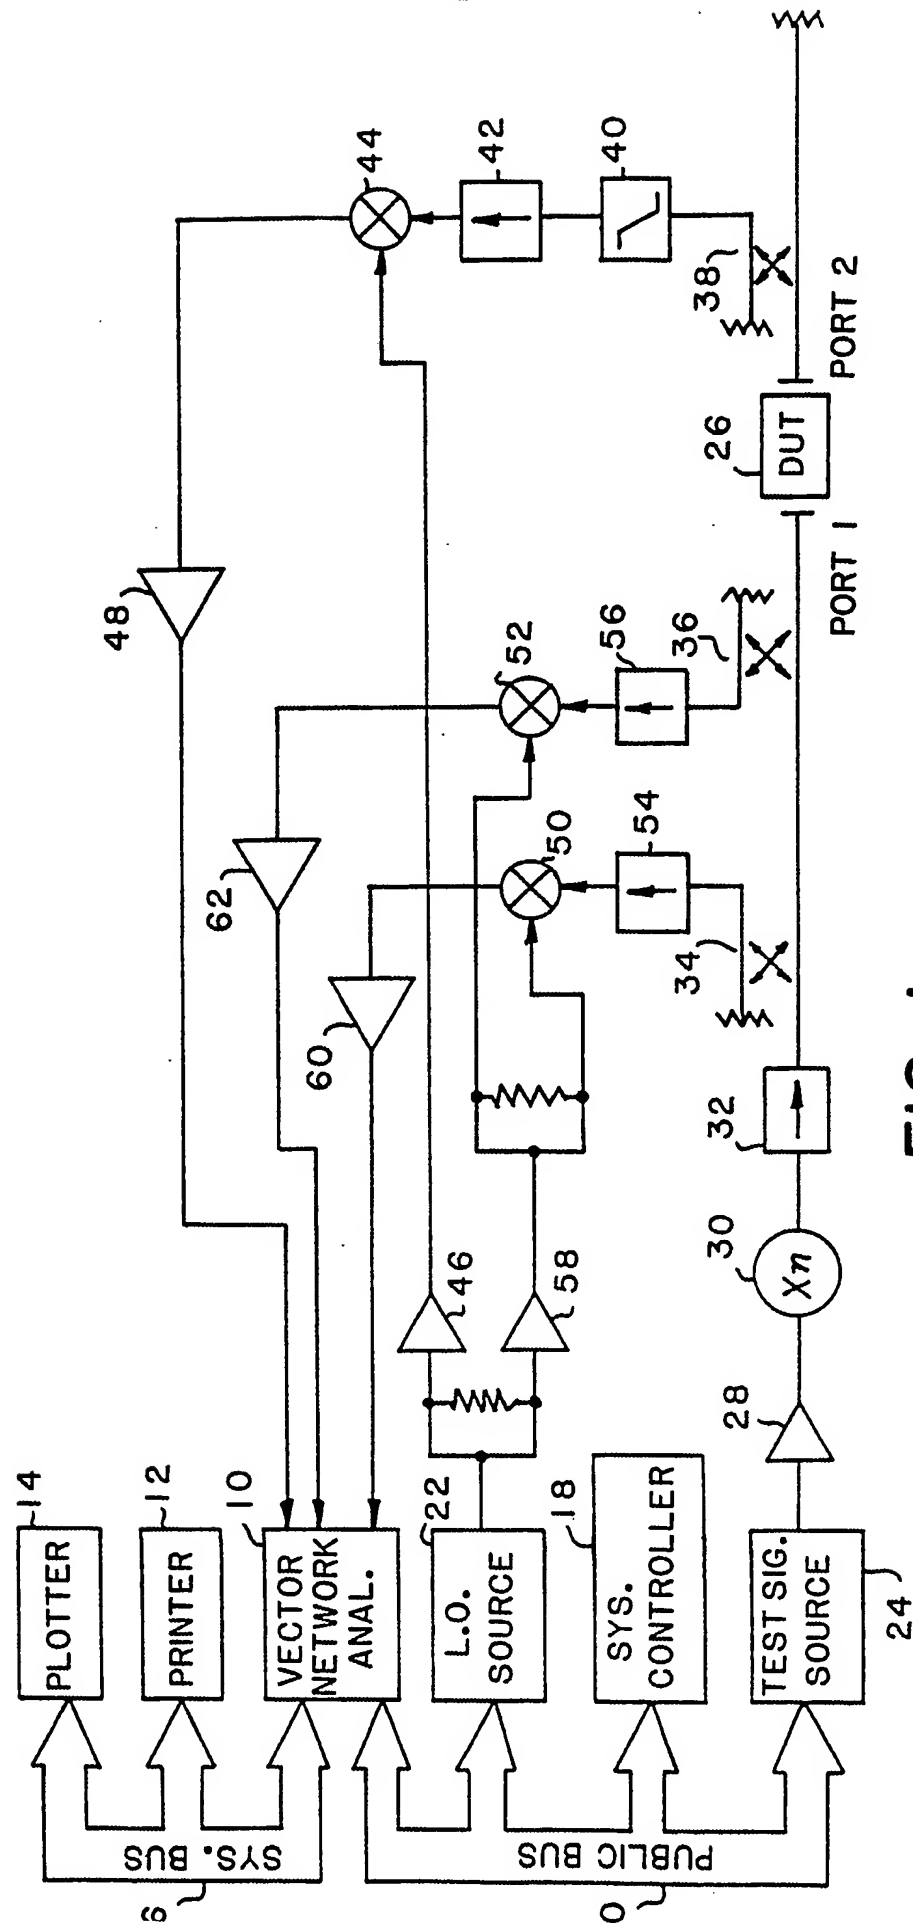 14
PLOTTER
12
PRINTER
10
VECTOR
NETWORK
ANAL.
22
L.O.
SOURCE
18
SYS.
CONTROLLER
TEST SIG.
SOURCE
24
SYS. BUS
PUBLIC BUS
48
62
60
46
58
28
30
Xn
32
44
42
40
38
52
56
36
50
54
34
26
DUT
PORT 1
PORT 2